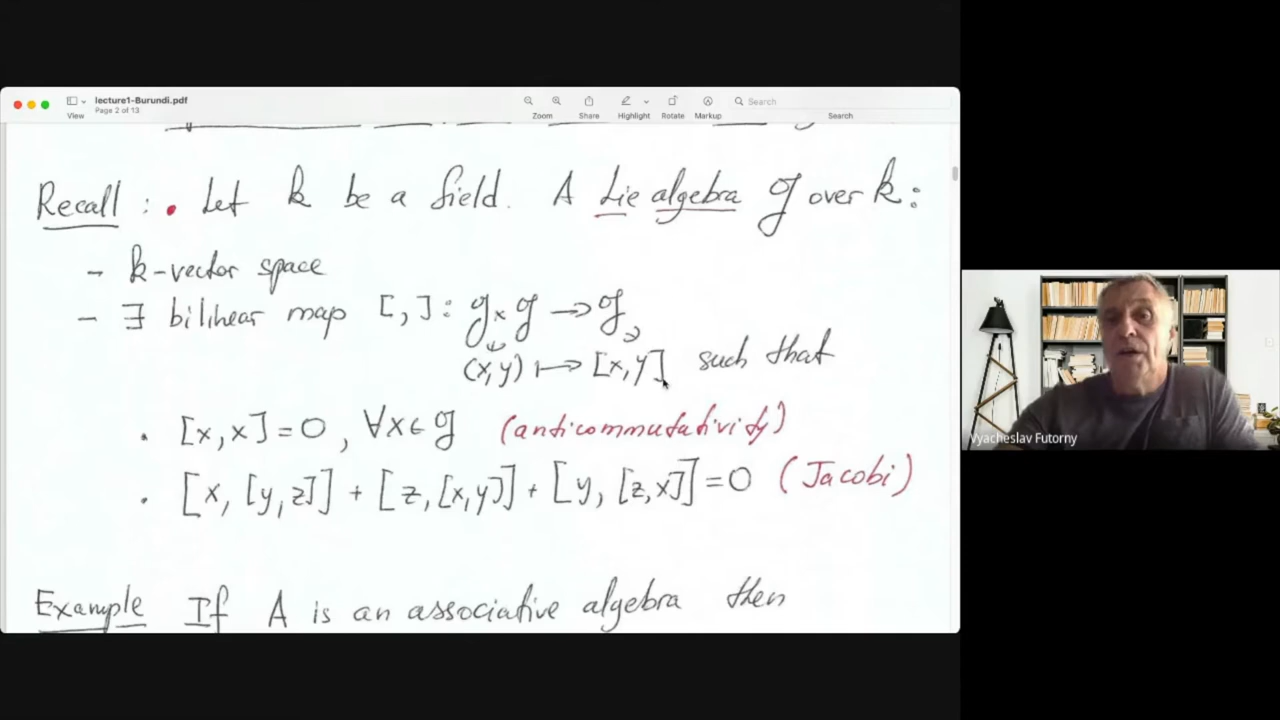 lecture1-Burundi.pdf
Page 2 of 13
View
Zoom
Share
Highlight
Rotate
Markup
Search
Search
Recall : • Let k be a field. A Lie algebra 𝔤 over k :
- k-vector space
- ∃ bilinear map [,] : 𝔤 × 𝔤 → 𝔤,
(x,y) ↦ [x,y] such that
• [x,x]=0, ∀x∈𝔤 (anticommutativity)
• [x, [y,z]] + [z,[x,y]] + [y, [z,x]] = 0 (Jacobi)
Example If A is an associative algebra then
Vyacheslav Futorny